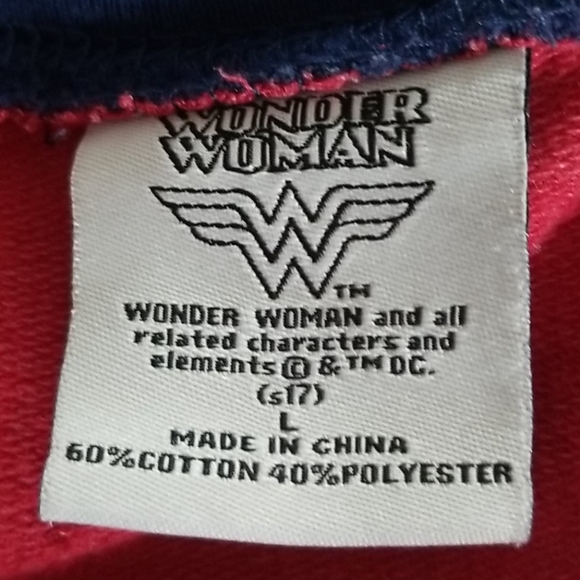 WONDER
WOMAN
TM
WONDER WOMAN and all
related characters and
elements © & TM DC.
(s17)
L
MADE IN CHINA
60%COTTON 40%POLYESTER